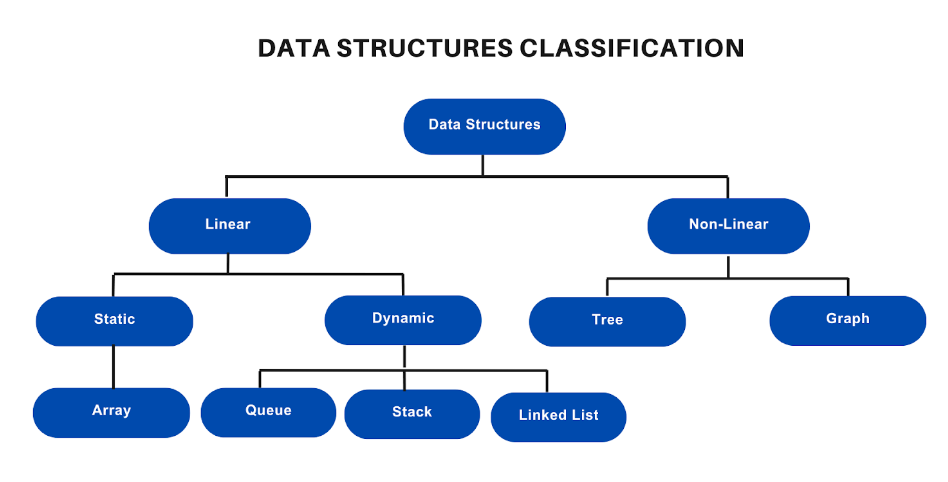 DATA STRUCTURES CLASSIFICATION
Data Structures
Linear
Non-Linear
Static
Dynamic
Tree
Graph
Array
Queue
Stack
Linked List